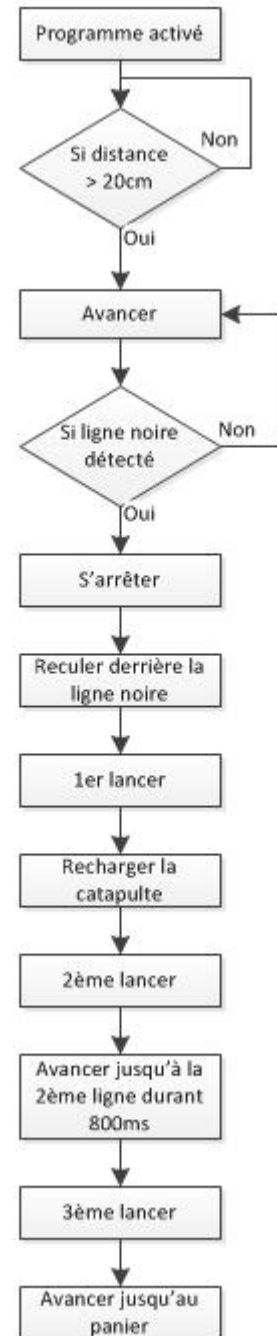 Programme activé
Non
Si distance
> 20cm
Oui
Avancer
Si ligne noire
détecté
Non
Oui
S'arrêter
Reculer derrière la
ligne noire
1er lancer
Recharger la
catapulte
2ème lancer
Avancer jusqu'à la
2ème ligne durant
800ms
3ème lancer
Avancer jusqu'au
panier